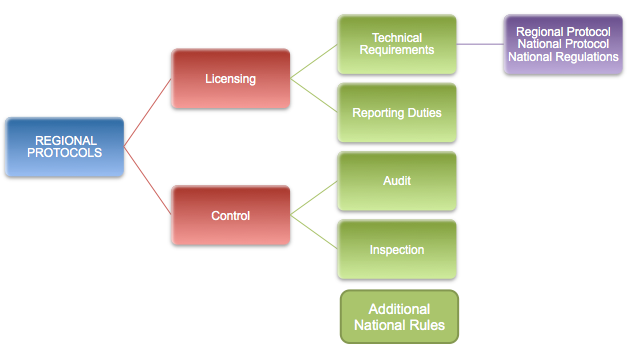 REGIONAL
PROTOCOLS
Licensing
Control
Technical
Requirements
Reporting Duties
Audit
Inspection
Additional
National Rules
Regional Protocol
National Protocol
National Regulations